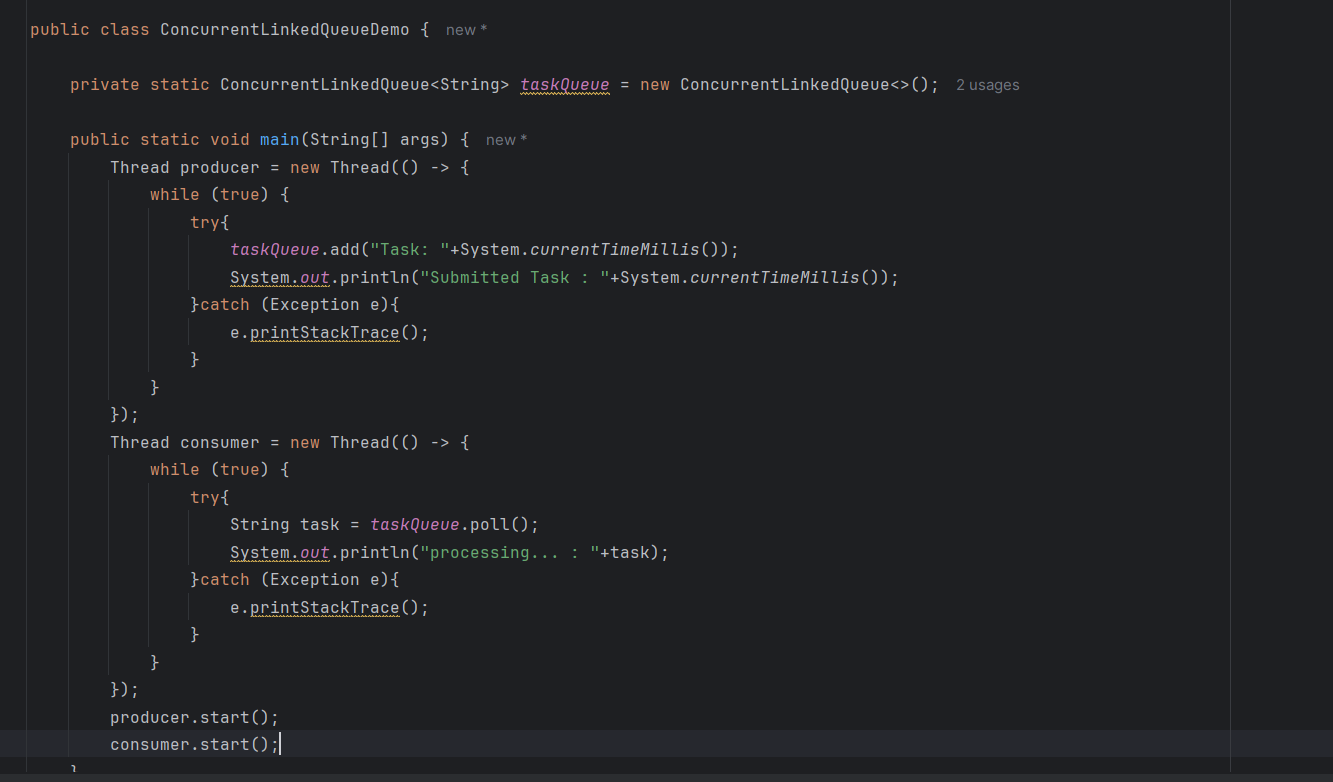 public class ConcurrentLinkedQueueDemo { new *
private static ConcurrentLinkedQueue<String> taskQueue = new ConcurrentLinkedQueue<>(); 2 usages
public static void main(String[] args) { new *
Thread producer = new Thread(() -> {
while (true) {
try{
taskQueue.add("Task: "+System.currentTimeMillis());
System.out.println("Submitted Task : "+System.currentTimeMillis());
}catch (Exception e){
e.printStackTrace();
}
}
});
Thread consumer = new Thread(() -> {
while (true) {
try{
String task = taskQueue.poll();
System.out.println("processing... : "+task);
}catch (Exception e){
e.printStackTrace();
}
}
});
producer.start();
consumer.start();
}